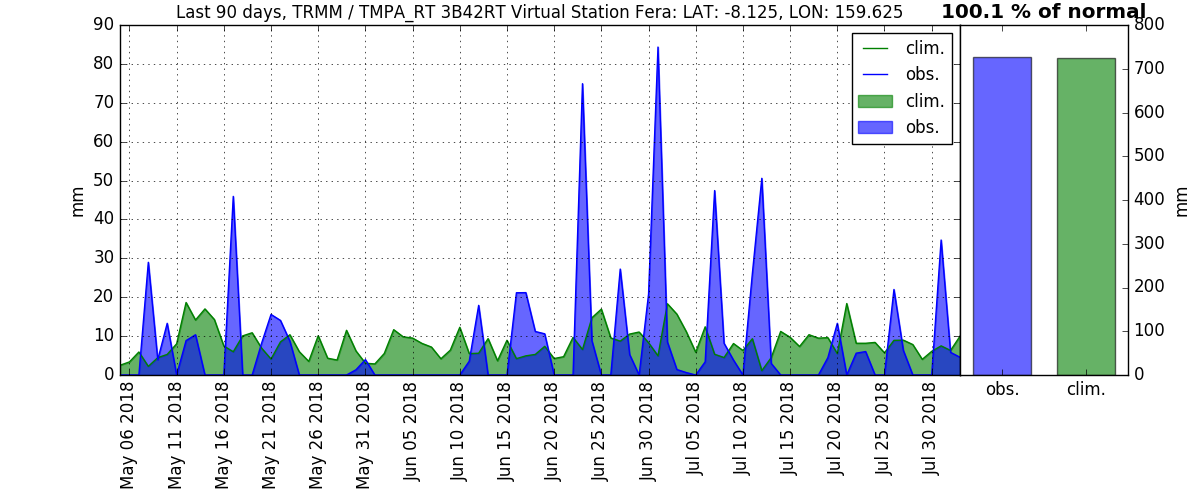 Last 90 days, TRMM / TMPA_RT 3B42RT Virtual Station Fera: LAT: -8.125, LON: 159.625
100.1 % of normal
90
80
70
60
50
40
30
20
10
0
mm
clim.
obs.
clim.
obs.
May 06 2018
May 11 2018
May 16 2018
May 21 2018
May 26 2018
May 31 2018
Jun 05 2018
Jun 10 2018
Jun 15 2018
Jun 20 2018
Jun 25 2018
Jun 30 2018
Jul 05 2018
Jul 10 2018
Jul 15 2018
Jul 20 2018
Jul 25 2018
Jul 30 2018
800
700
600
500
400
300
200
100
0
mm
obs.
clim.